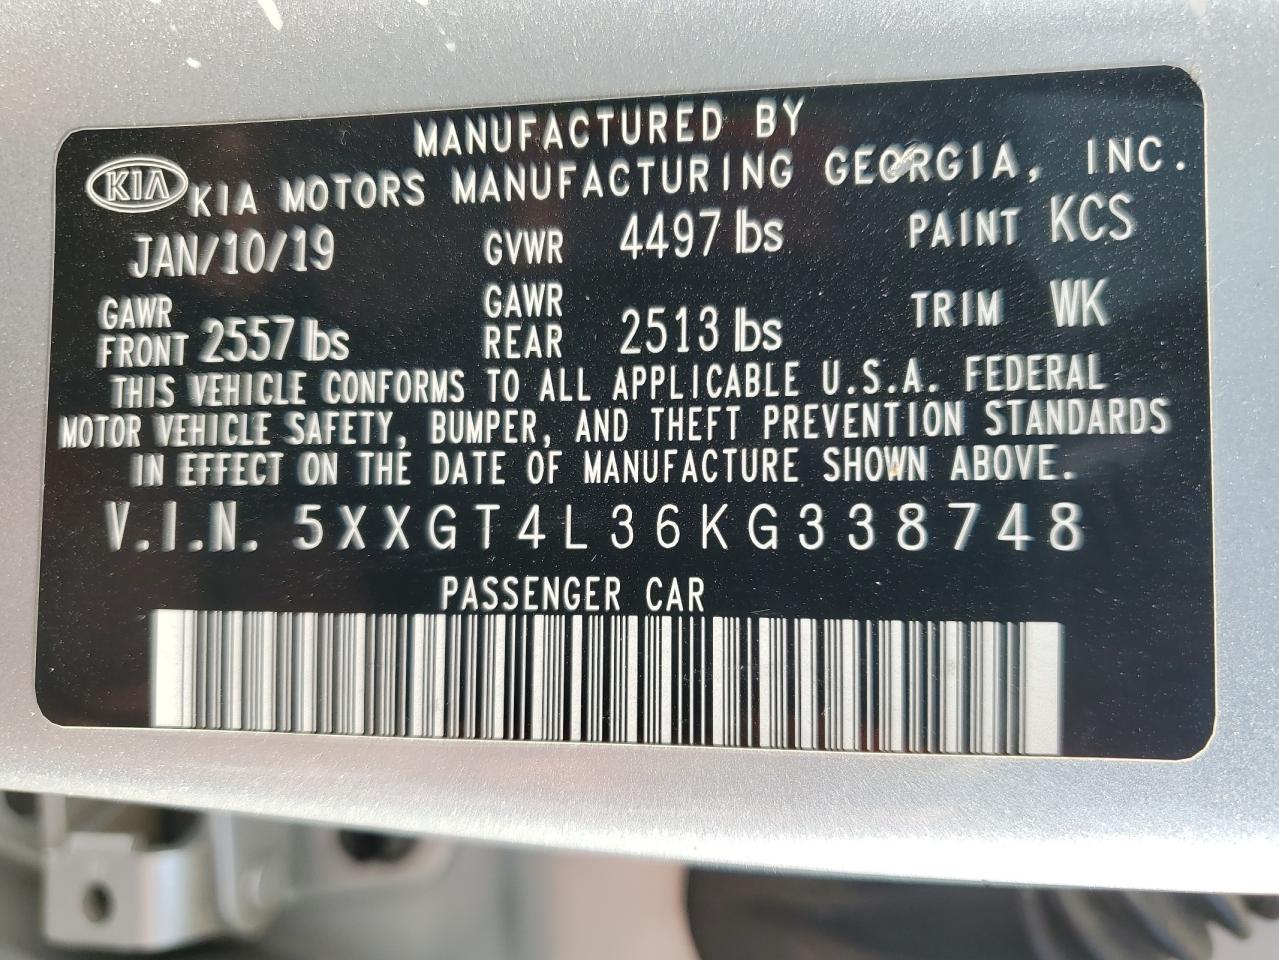 MANUFACTURED BY
KIA KIA MOTORS MANUFACTURING GEORGIA, INC.
JAN/10/19 GVWR 4497 lbs PAINT KCS
GAWR FRONT 2557 lbs GAWR REAR 2513 lbs TRIM WK
THIS VEHICLE CONFORMS TO ALL APPLICABLE U.S.A. FEDERAL
MOTOR VEHICLE SAFETY, BUMPER, AND THEFT PREVENTION STANDARDS
IN EFFECT ON THE DATE OF MANUFACTURE SHOWN ABOVE.
V.I.N. 5XXGT4L36KG338748
PASSENGER CAR